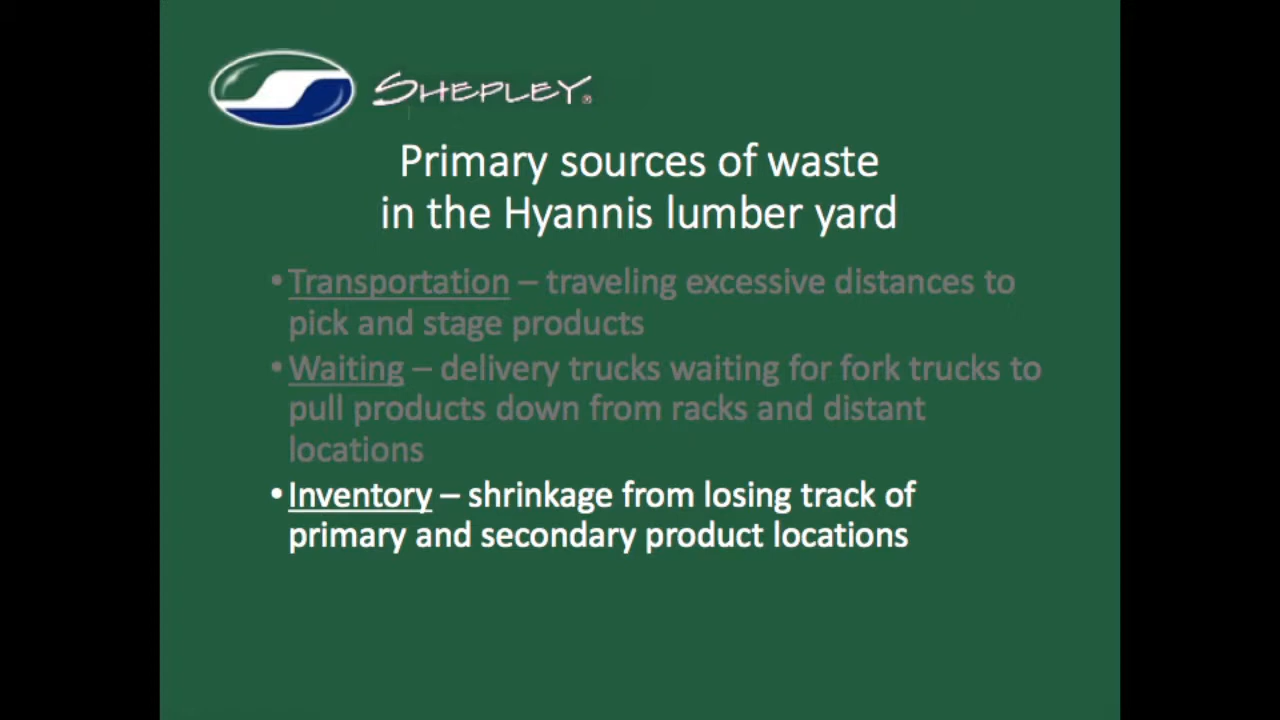 SHEPLEY®
Primary sources of waste
in the Hyannis lumber yard
•Transportation – traveling excessive distances to
pick and stage products
•Waiting – delivery trucks waiting for fork trucks to
pull products down from racks and distant
locations
•Inventory – shrinkage from losing track of
primary and secondary product locations